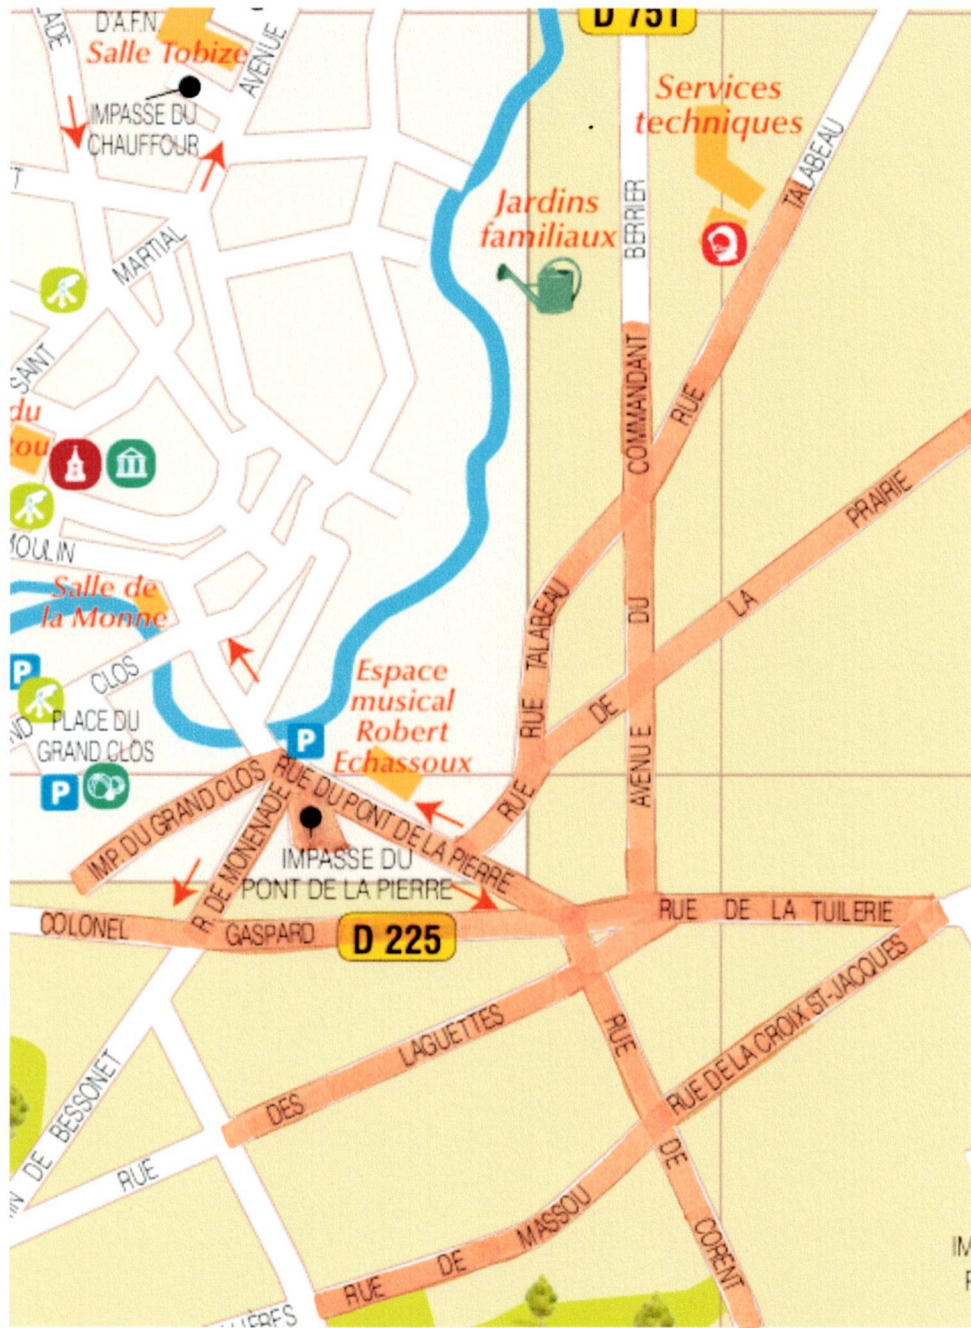 D'A.F.N.
Salle Tobize
AVENUE
IMPASSE DU
CHAUFFOUR
D 751
Services
techniques
TALABEAU
Jardins
familiaux
BERRIER
MARTIAL
SAINT
du
COMMANDANT
RUE
PRAIRIE
MOULIN
Salle de
la Monne
DU
LA
RUE TALABEAU
DE
CLOS
P
PLACE DU
GRAND CLOS
P
P
Espace
musical
Robert
Echassoux
AVENUE
RUE
IMP. DU GRAND CLOS
RUE DU PONT DE LA PIERRE
R DE MONENADE
IMPASSE DU
PONT DE LA PIERRE
COLONEL
GASPARD
D 225
RUE DE LA TUILERIE
LAGUETTES
DES
RUE
RUE
RUE DE LA CROIX ST-JACQUES
DE BESSONET
DE
CORENT
RUE DE MASSOU